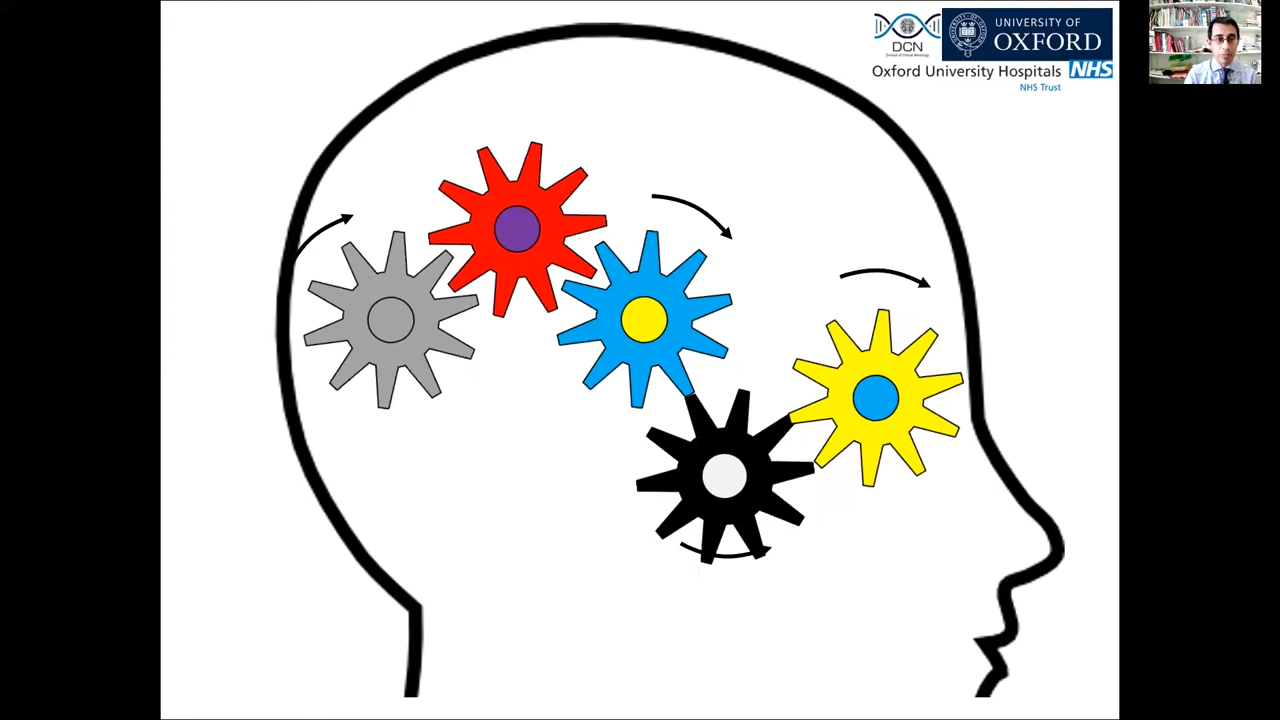 UNIVERSITY OF
OXFORD
DCN
Oxford University Hospitals NHS
NHS Trust